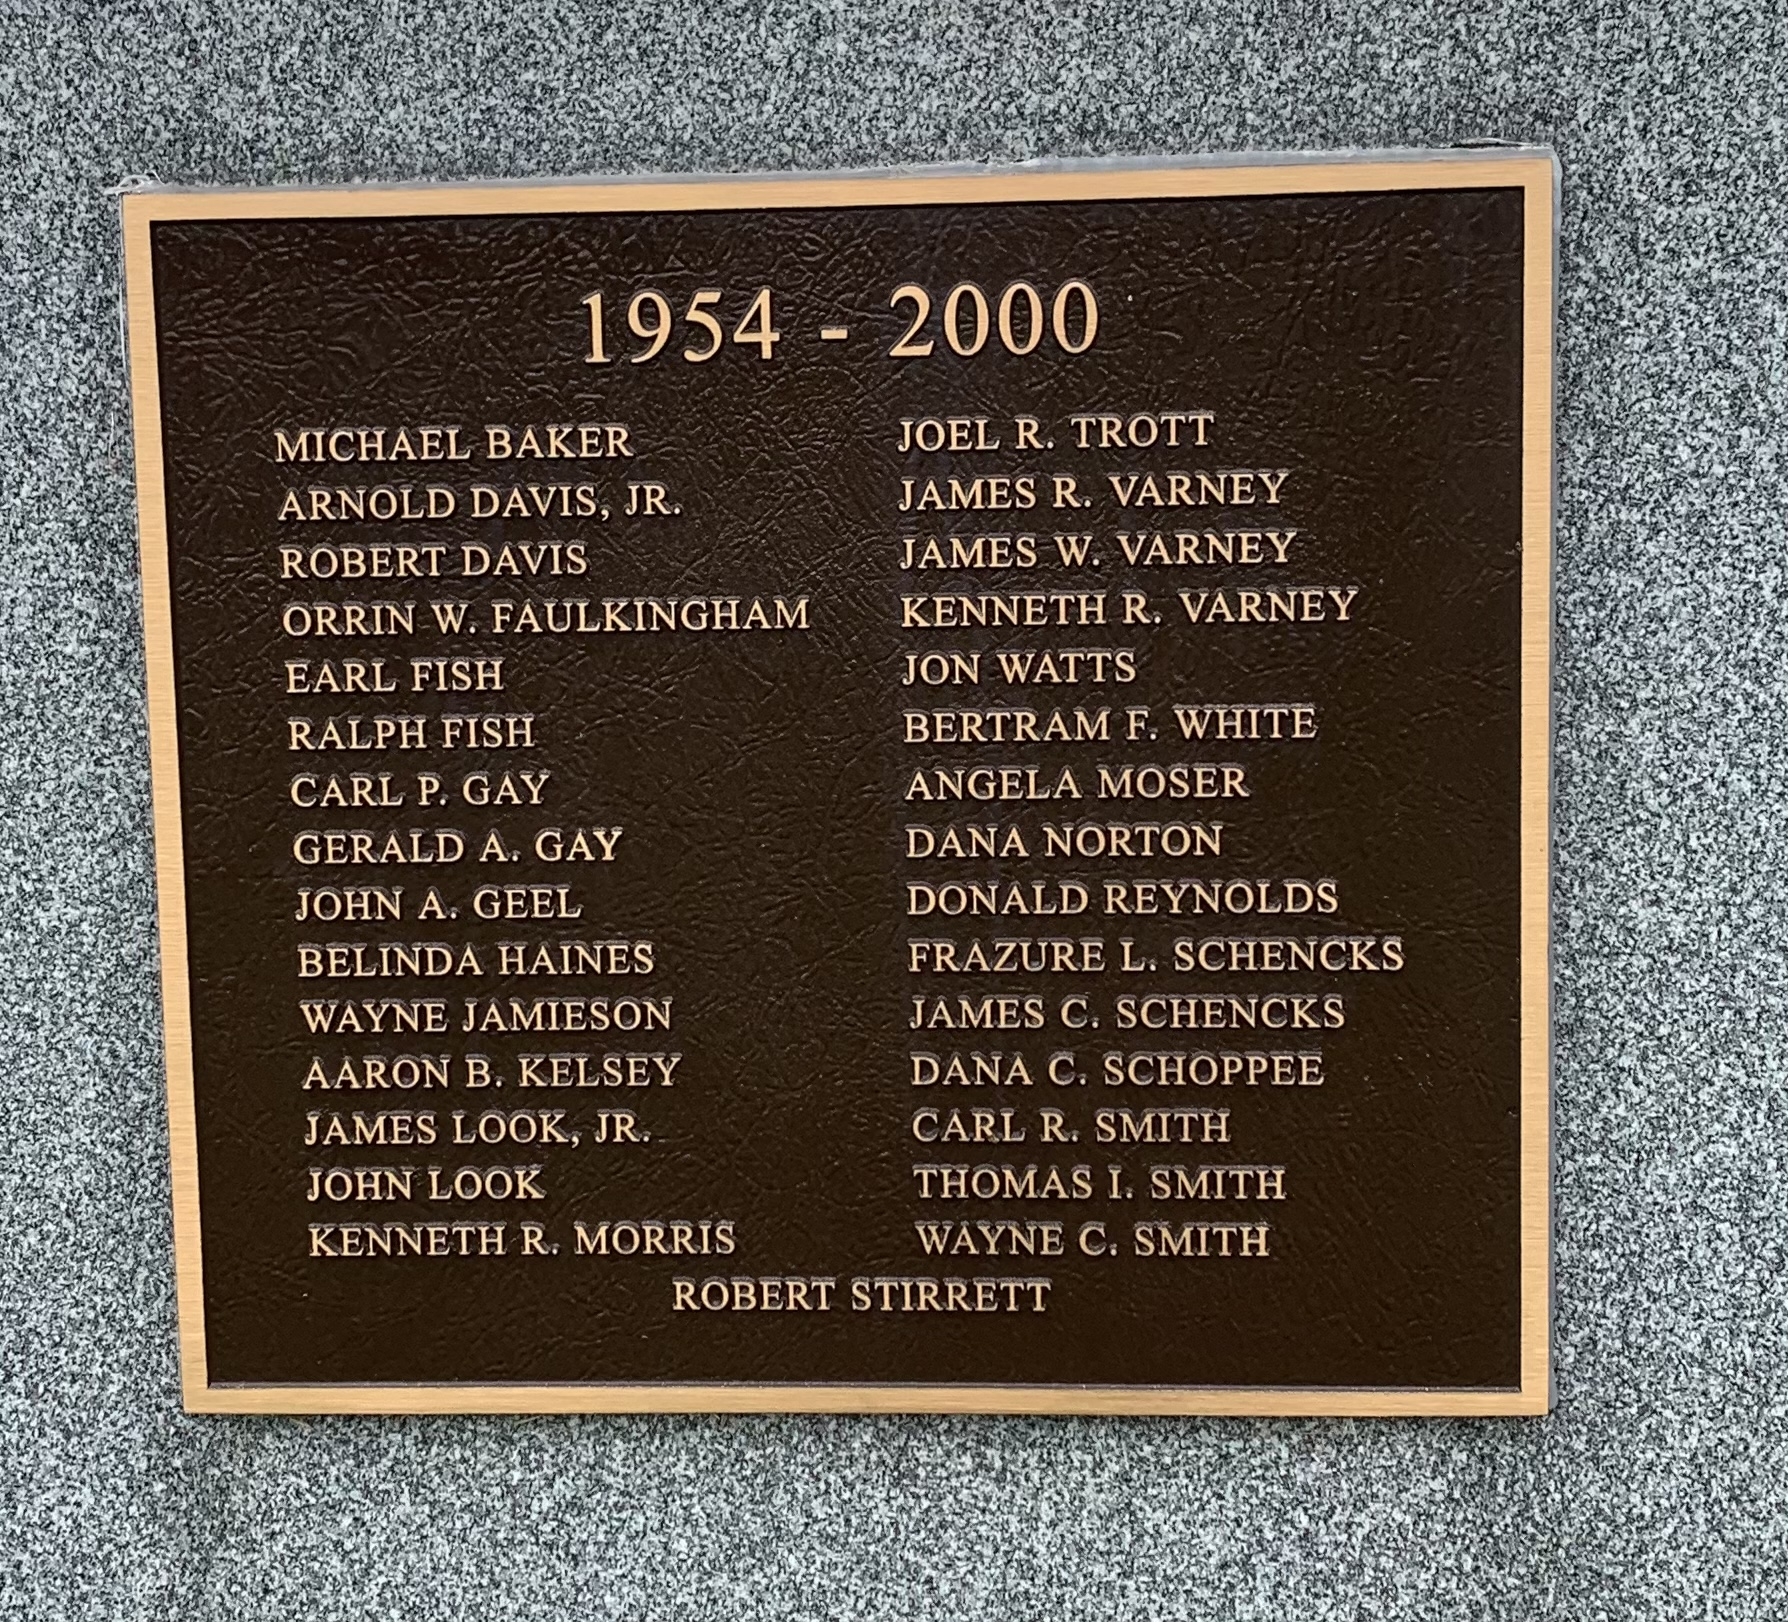 1954 - 2000
MICHAEL BAKER
ARNOLD DAVIS, JR.
ROBERT DAVIS
ORRIN W. FAULKINGHAM
EARL FISH
RALPH FISH
CARL P. GAY
GERALD A. GAY
JOHN A. GEEL
BELINDA HAINES
WAYNE JAMIESON
AARON B. KELSEY
JAMES LOOK, JR.
JOHN LOOK
KENNETH R. MORRIS
JOEL R. TROTT
JAMES R. VARNEY
JAMES W. VARNEY
KENNETH R. VARNEY
JON WATTS
BERTRAM F. WHITE
ANGELA MOSER
DANA NORTON
DONALD REYNOLDS
FRAZURE L. SCHENCKS
JAMES C. SCHENCKS
DANA C. SCHOPPEE
CARL R. SMITH
THOMAS I. SMITH
WAYNE C. SMITH
ROBERT STIRRETT